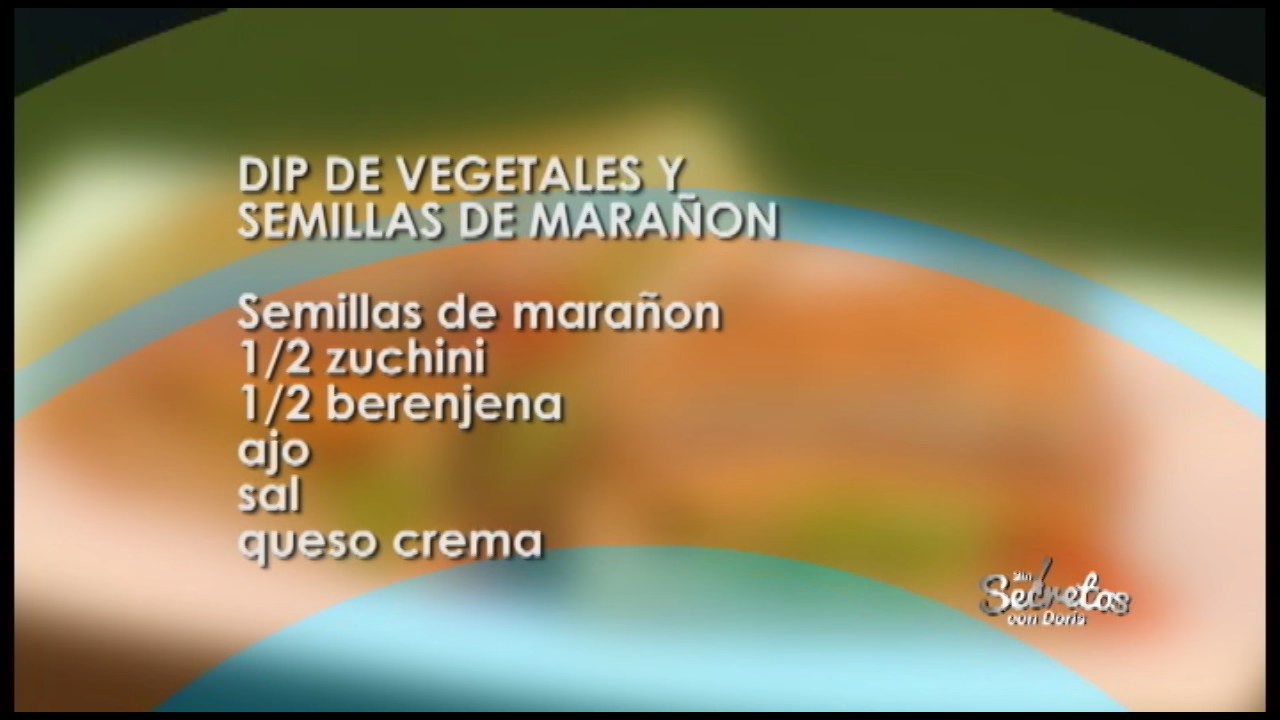 DIP DE VEGETALES Y
SEMILLAS DE MARAÑON
Semillas de marañon
1/2 zuchini
1/2 berenjena
ajo
sal
queso crema
Sin
Secretos
con Doris